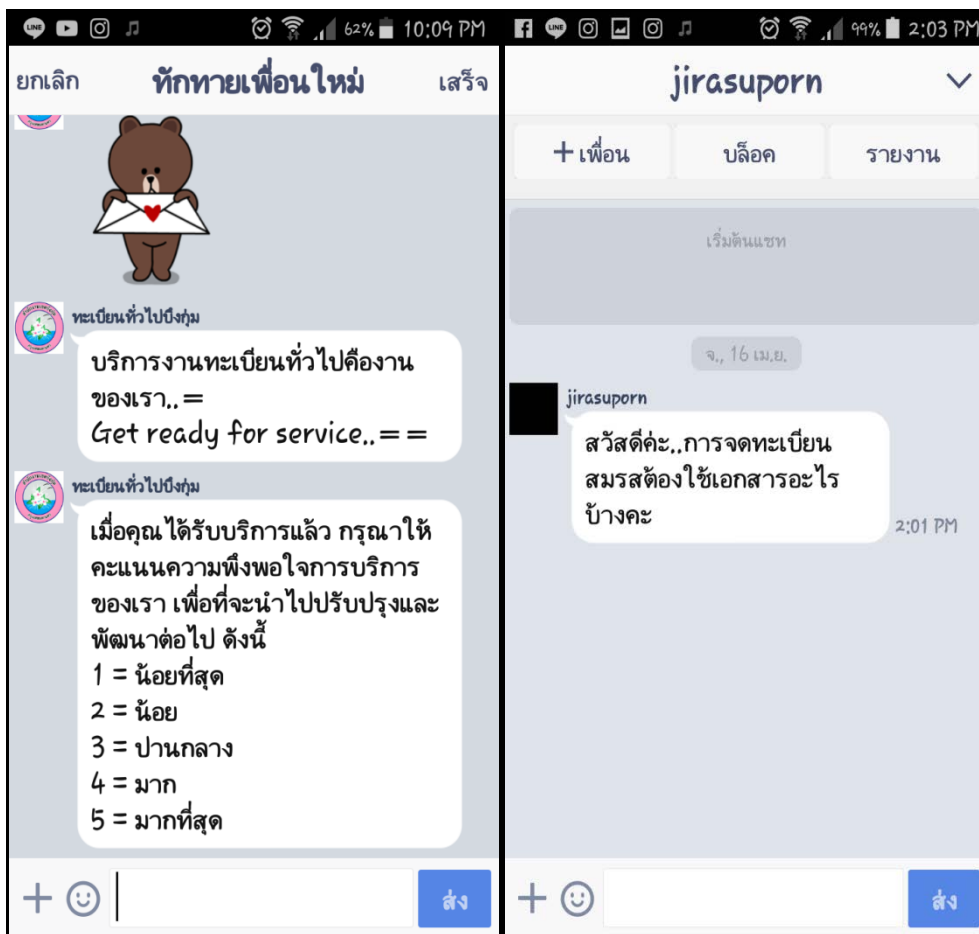 LINE
62% 10:09 PM
ยกเลิก ทักทายเพื่อนใหม่ เสร็จ
ทะเบียนทั่วไปบึงกุ่ม
บริการงานทะเบียนทั่วไปคืองาน
ของเรา..=
Get ready for service..==
ทะเบียนทั่วไปบึงกุ่ม
เมื่อคุณได้รับบริการแล้ว กรุณาให้
คะแนนความพึงพอใจการบริการ
ของเรา เพื่อที่จะนำไปปรับปรุงและ
พัฒนาต่อไป ดังนี้
1 = น้อยที่สุด
2 = น้อย
3 = ปานกลาง
4 = มาก
5 = มากที่สุด
ส่ง
LINE
99% 2:03 PM
jirasuporn
+ เพื่อน บล็อค รายงาน
เริ่มต้นแชท
จ., 16 เม.ย.
jirasuporn
สวัสดีค่ะ..การจดทะเบียน
สมรสต้องใช้เอกสารอะไร
บ้างคะ
2:01 PM
ส่ง